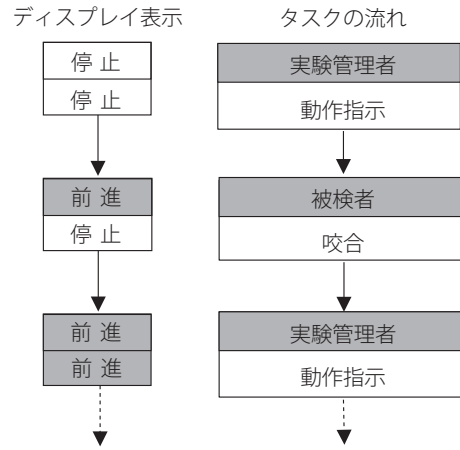 ディスプレイ表示
停 止
停 止
前 進
停 止
前 進
前 進
タスクの流れ
実験管理者
動作指示
被検者
咬合
実験管理者
動作指示